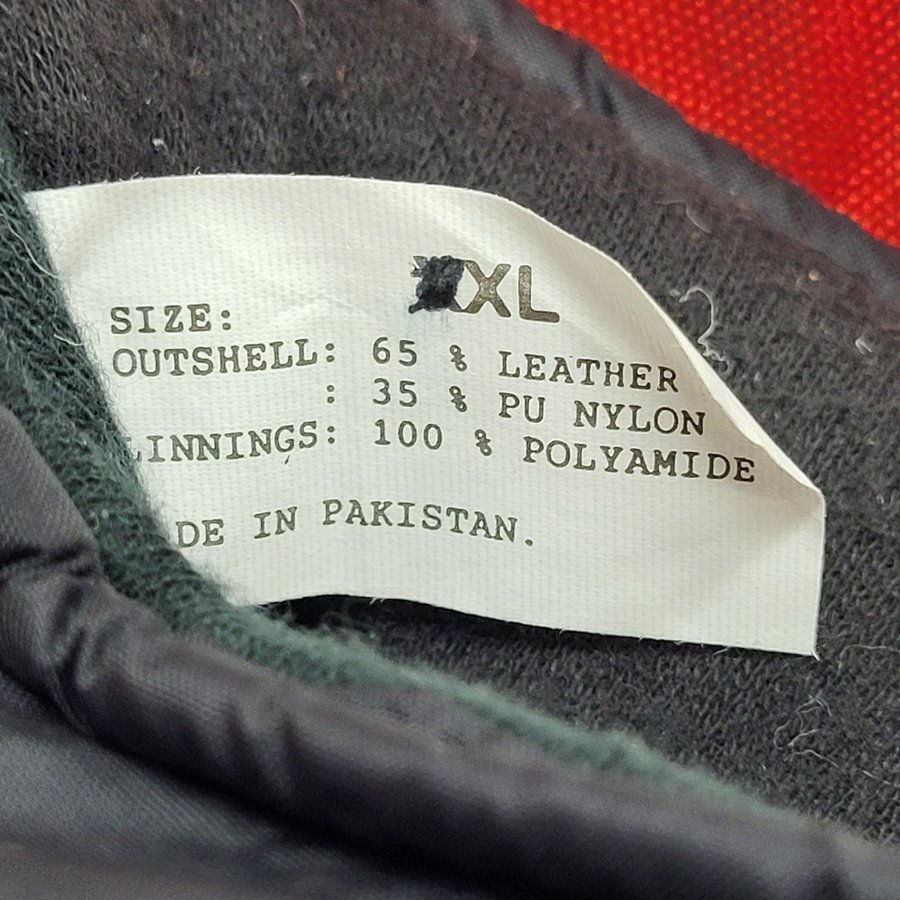 SIZE: XL
OUTSHELL: 65 % LEATHER
: 35 % PU NYLON
LINNINGS: 100 % POLYAMIDE
DE IN PAKISTAN.